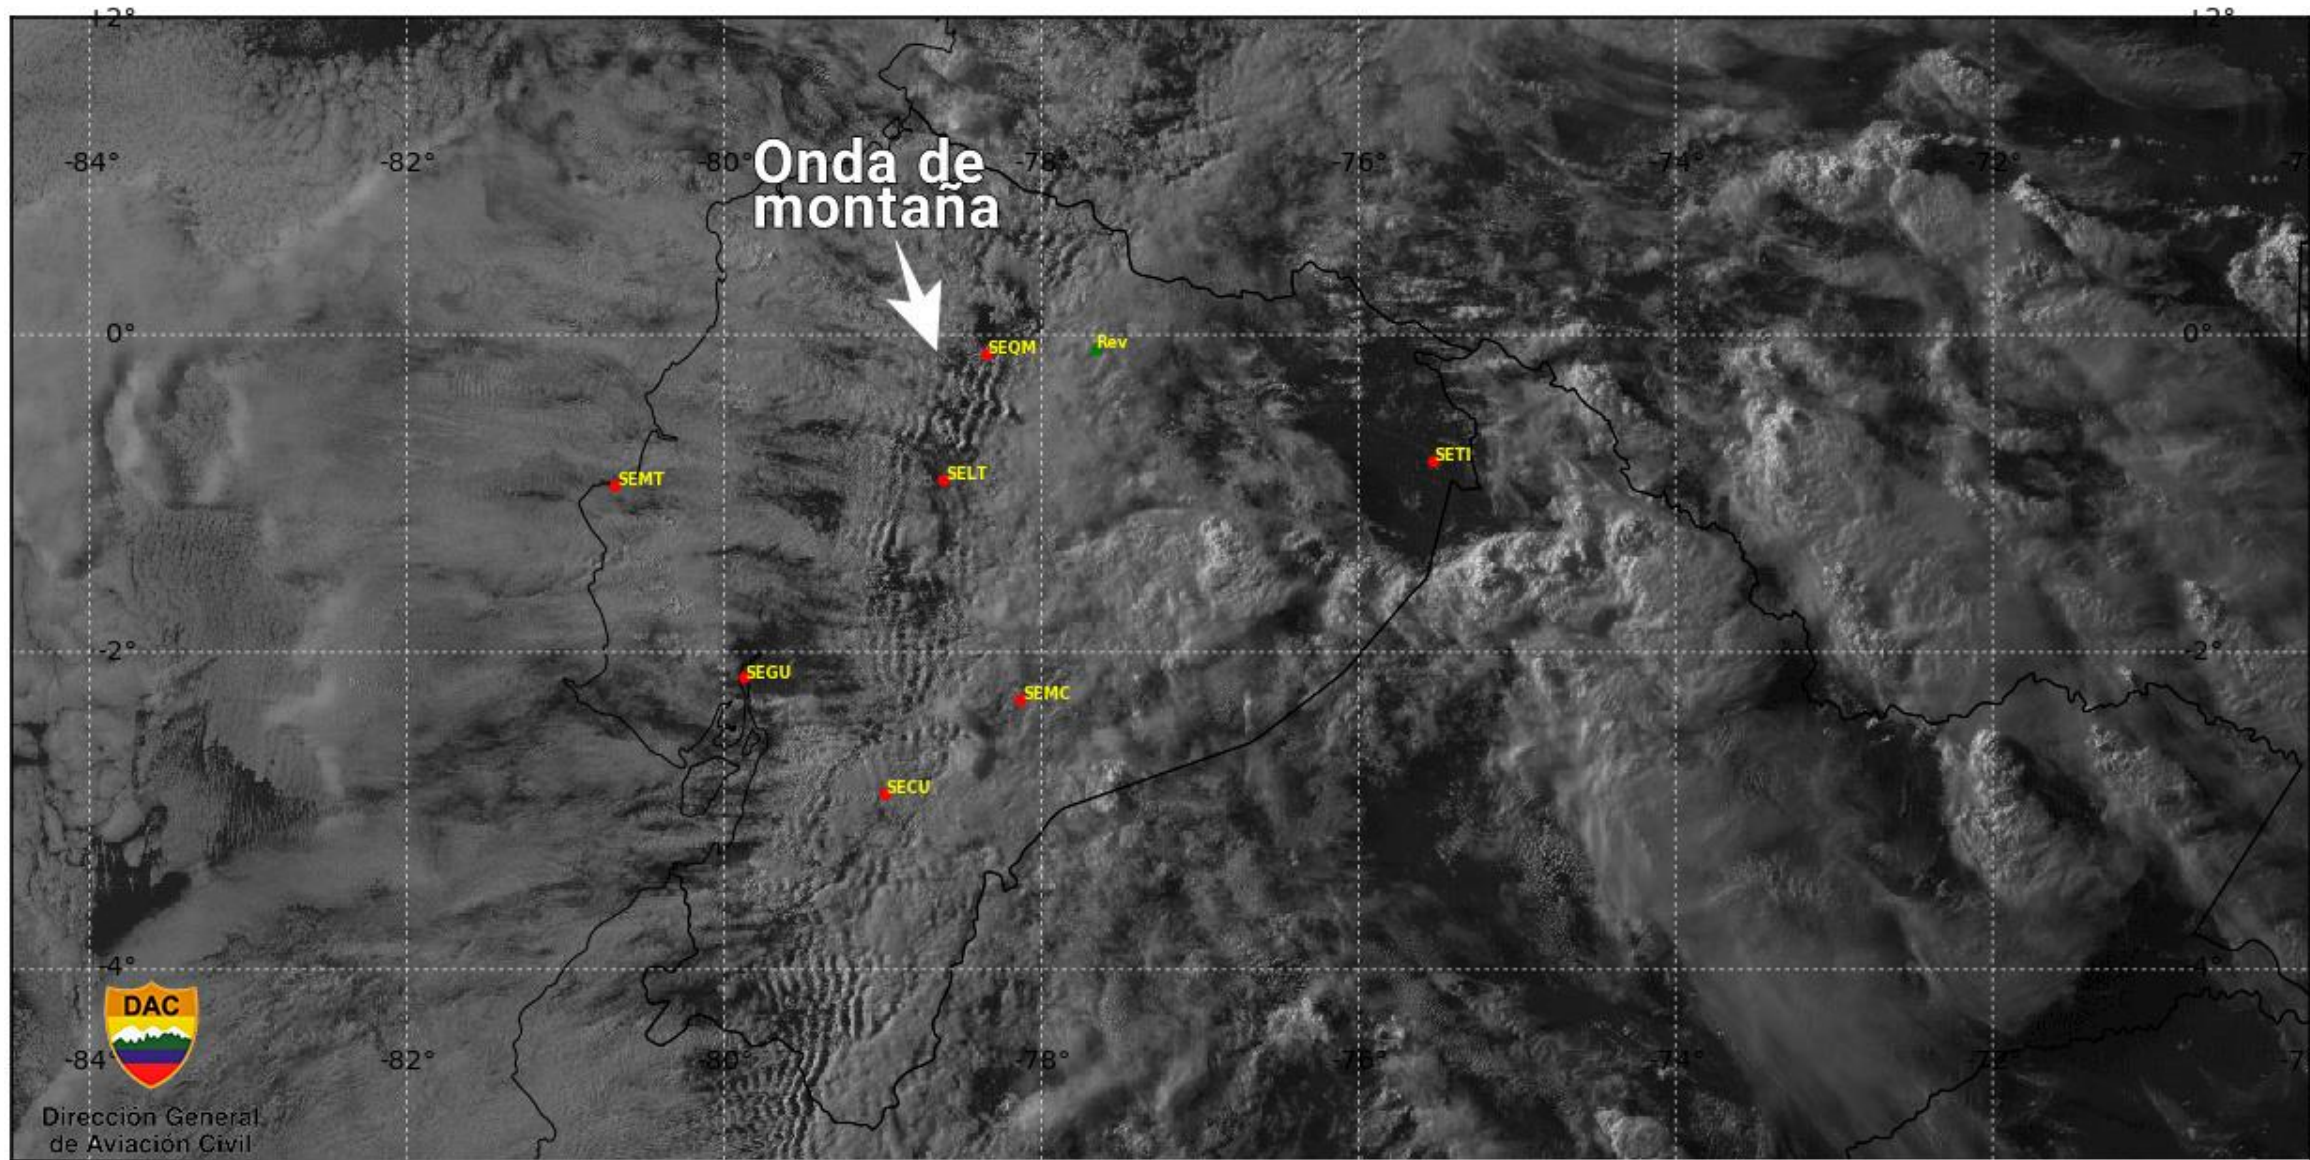 +2°
+2°
-84°
-82°
-80°
-78°
-76°
-74°
-72°
Onda de
montaña
0°
SEQM
Rev
0°
SEMT
SELT
SETI
-2°
SEGU
SEMC
-2°
SECU
-4°
DAC
-84°
-82°
-80°
-78°
-76°
-74°
-72°
Dirección General
de Aviación Civil